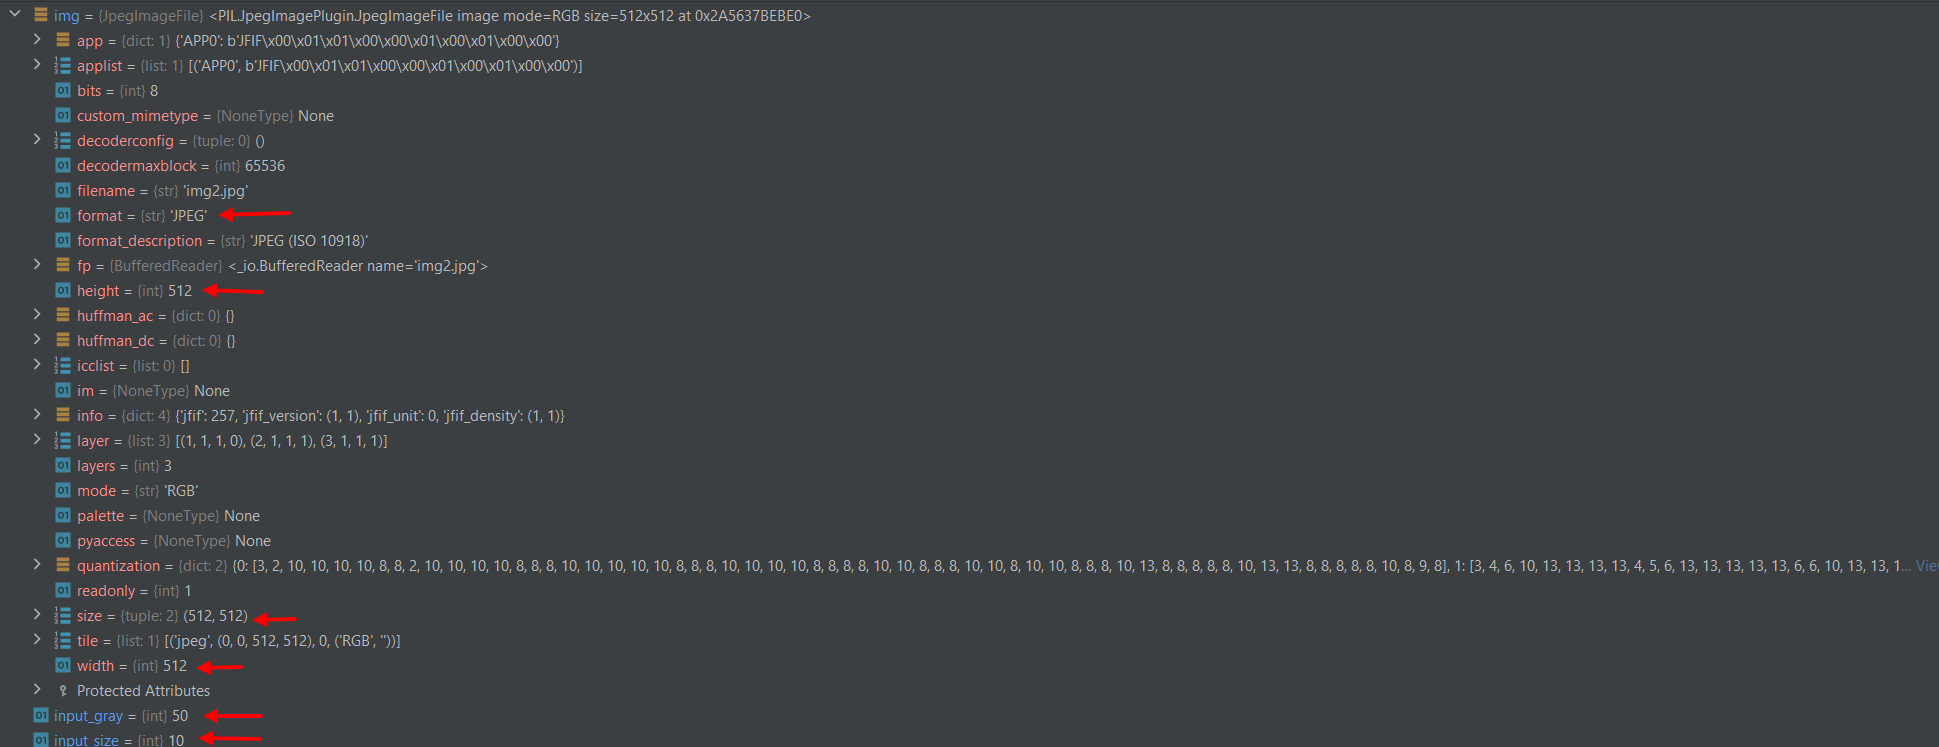 img = {JpegImageFile} <PIL.JpegImagePlugin.JpegImageFile image mode=RGB size=512x512 at 0x2A5637BEBE0>
app = {dict: 1} {'APP0': b'JFIF\x00\x01\x01\x00\x00\x01\x00\x01\x00\x00'}
applist = {list: 1} [('APP0', b'JFIF\x00\x01\x01\x00\x00\x01\x00\x01\x00\x00')]
01 bits = {int} 8
01 custom_mimetype = {NoneType} None
decoderconfig = {tuple: 0} ()
01 decodermaxblock = {int} 65536
01 filename = {str} 'img2.jpg'
01 format = {str} 'JPEG'
01 format_description = {str} 'JPEG (ISO 10918)'
fp = {BufferedReader} <_io.BufferedReader name='img2.jpg'>
01 height = {int} 512
huffman_ac = {dict: 0} {}
huffman_dc = {dict: 0} {}
icclist = {list: 0} []
01 im = {NoneType} None
info = {dict: 4} {'jfif': 257, 'jfif_version': (1, 1), 'jfif_unit': 0, 'jfif_density': (1, 1)}
layer = {list: 3} [(1, 1, 1, 0), (2, 1, 1, 1), (3, 1, 1, 1)]
01 layers = {int} 3
01 mode = {str} 'RGB'
01 palette = {NoneType} None
01 pyaccess = {NoneType} None
quantization = {dict: 2} {0: [3, 2, 10, 10, 10, 10, 8, 8, 2, 10, 10, 10, 10, 8, 8, 8, 10, 10, 10, 10, 10, 8, 8, 8, 10, 10, 10, 10, 8, 8, 8, 8, 10, 10, 8, 8, 8, 10, 10, 8, 10, 10, 8, 8, 8, 10, 13, 8, 8, 8, 8, 8, 10, 13, 13, 8, 8, 8, 8, 8, 10, 8, 9, 8], 1: [3, 4, 6, 10, 13, 13, 13, 13, 4, 5, 6, 13, 13, 13, 13, 13, 6, 6, 10, 13, 13, 1... View
01 readonly = {int} 1
size = {tuple: 2} (512, 512)
tile = {list: 1} [('jpeg', (0, 0, 512, 512), 0, ('RGB', ''))]
01 width = {int} 512
Protected Attributes
01 input_gray = {int} 50
01 input_size = {int} 10